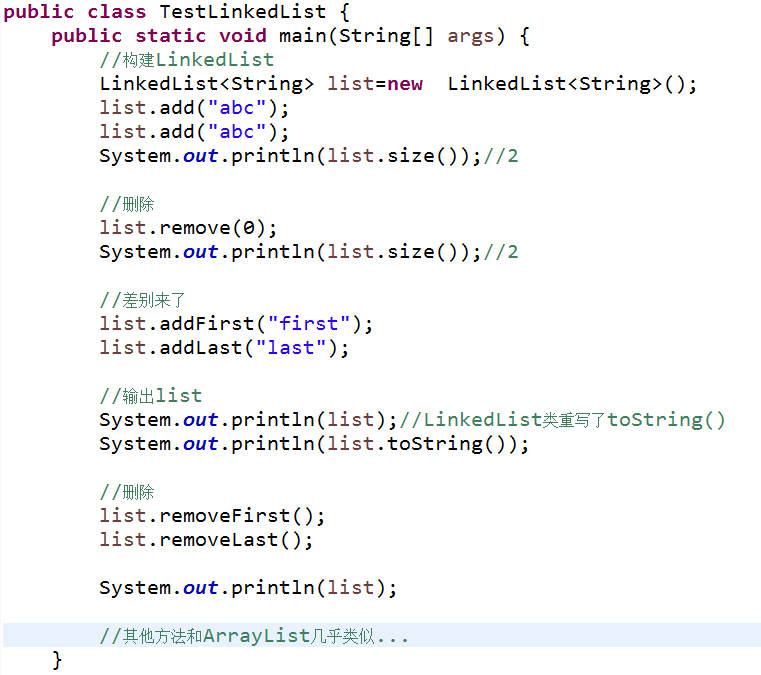 public class TestLinkedList {
public static void main(String[] args) {
//构建LinkedList
LinkedList<String> list=new  LinkedList<String>();
list.add("abc");
list.add("abc");
System.out.println(list.size());//2
//删除
list.remove(0);
System.out.println(list.size());//2
//差别来了
list.addFirst("first");
list.addLast("last");
//输出list
System.out.println(list);//LinkedList类重写了toString()
System.out.println(list.toString());
//删除
list.removeFirst();
list.removeLast();
System.out.println(list);
//其他方法和ArrayList几乎类似...
}